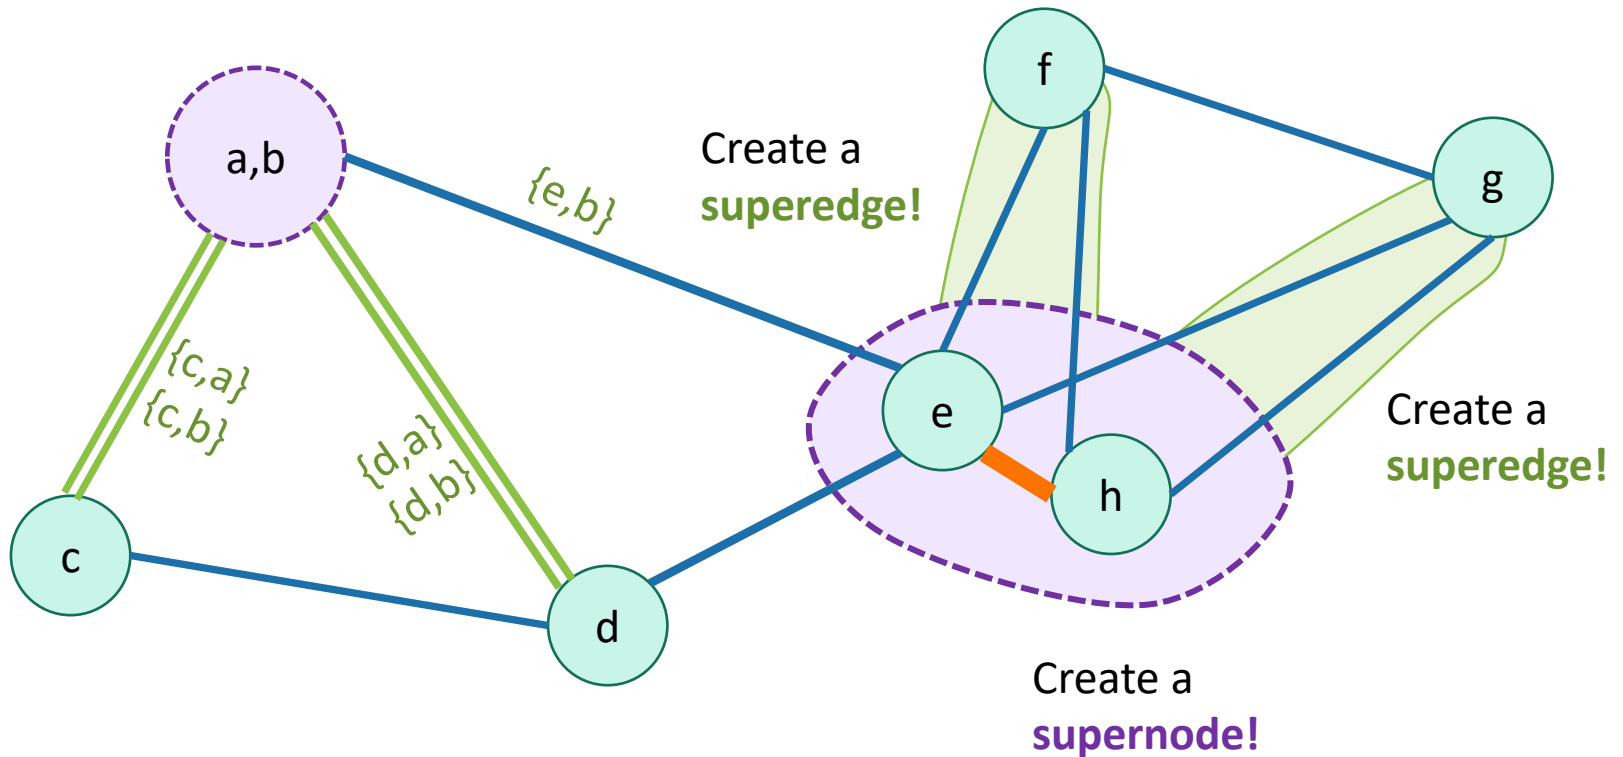 f
a,b
Create a
superedge!
{e,b}
g
{c,a}
{c,b}
{d,a}
{d,b}
e
h
Create a
superedge!
c
d
Create a
supernode!